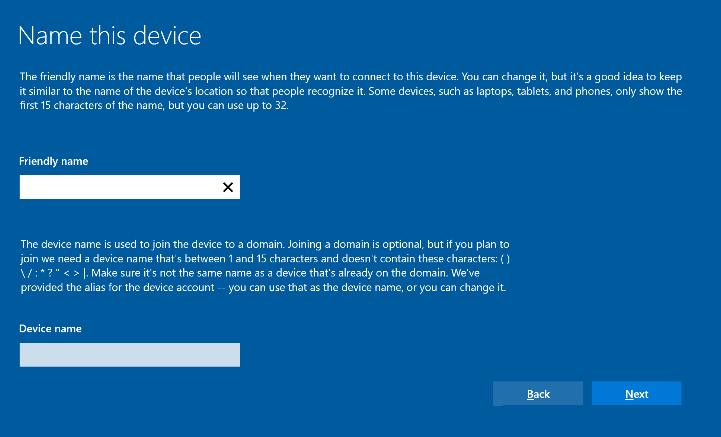 Name this device
The friendly name is the name that people will see when they want to connect to this device. You can change it, but it's a good idea to keep
it similar to the name of the device's location so that people recognize it. Some devices, such as laptops, tablets, and phones, only show the
first 15 characters of the name, but you can use up to 32.
Friendly name
The device name is used to join the device to a domain. Joining a domain is optional, but if you plan to
join we need a device name that's between 1 and 15 characters and doesn't contain these characters: ( )
\ / : * ? " < > |. Make sure it's not the same name as a device that's already on the domain. We've
provided the alias for the device account -- you can use that as the device name, or you can change it.
Device name
Back
Next